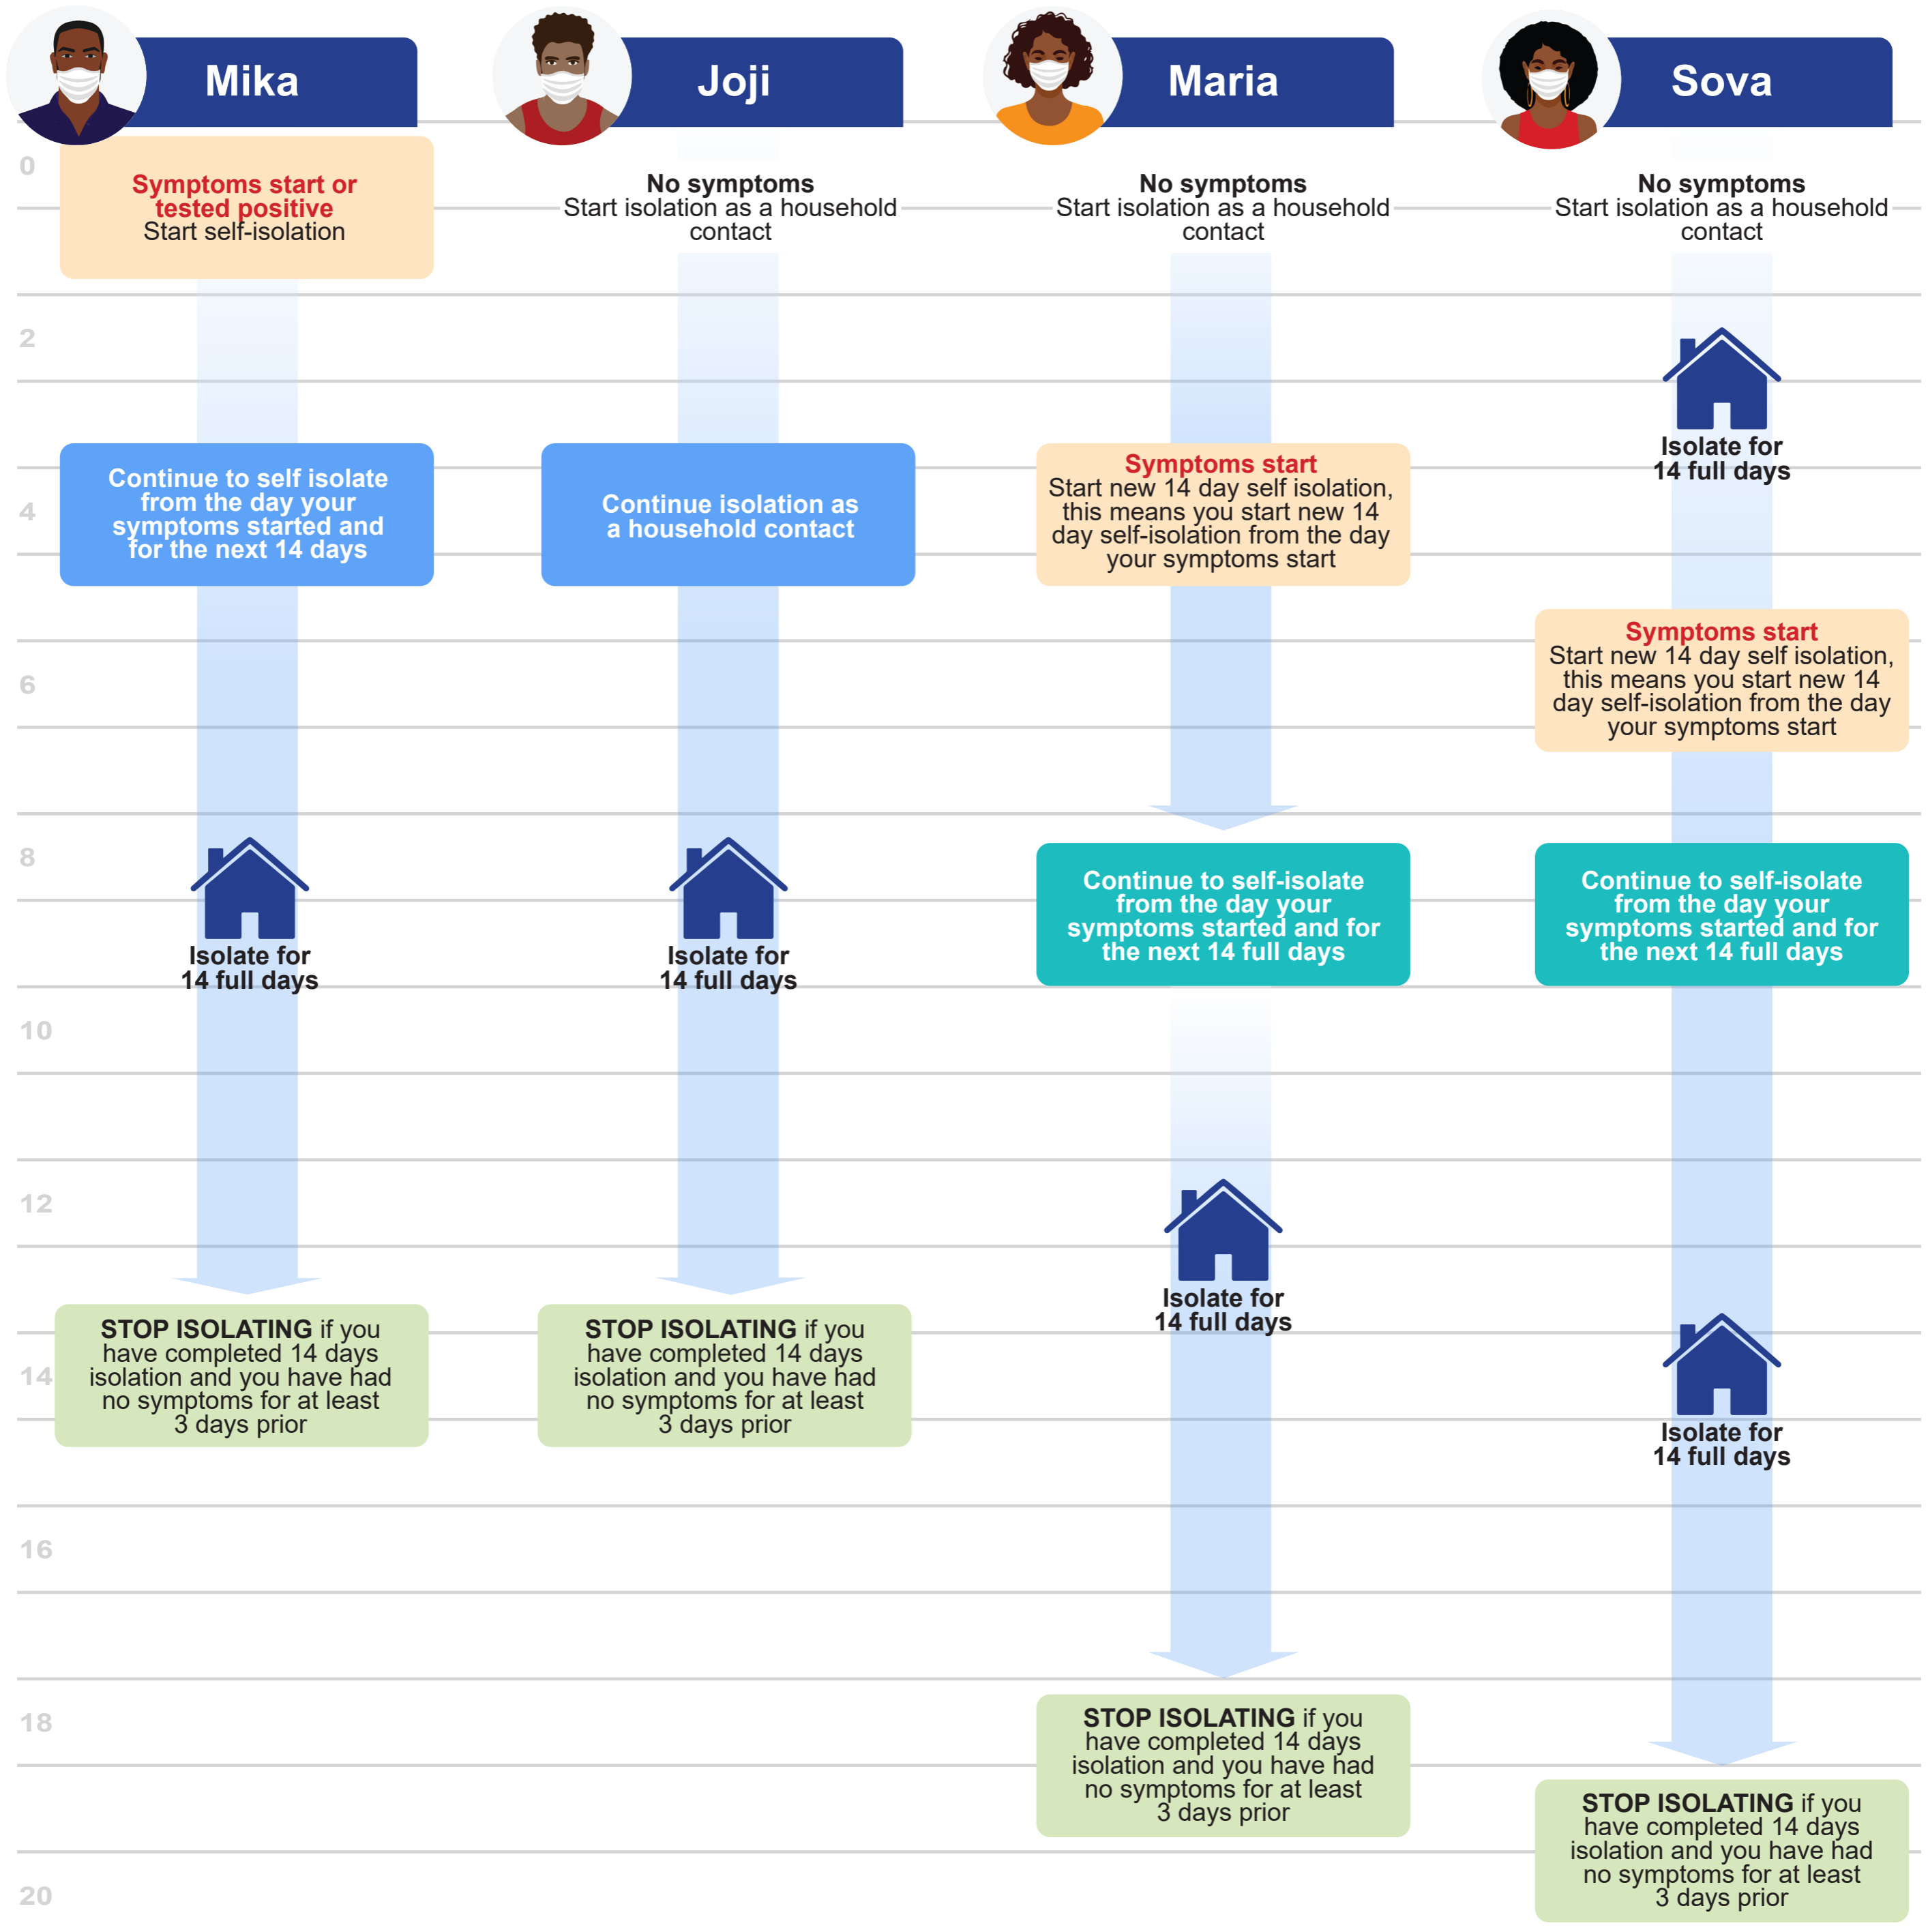 Mika
Joji
Maria
Sova
0
Symptoms start or
tested positive
Start self-isolation
No symptoms
Start isolation as a household
contact
No symptoms
Start isolation as a household
contact
No symptoms
Start isolation as a household
contact
2
Isolate for
14 full days
4
Continue to self isolate
from the day your
symptoms started and
for the next 14 days
Continue isolation as
a household contact
Symptoms start
Start new 14 day self isolation,
this means you start new 14
day self-isolation from the day
your symptoms start
6
Symptoms start
Start new 14 day self isolation,
this means you start new 14
day self-isolation from the day
your symptoms start
8
Isolate for
14 full days
Isolate for
14 full days
Continue to self-isolate
from the day your
symptoms started and for
the next 14 full days
Continue to self-isolate
from the day your
symptoms started and for
the next 14 full days
10
12
Isolate for
14 full days
14
STOP ISOLATING if you
have completed 14 days
isolation and you have had
no symptoms for at least
3 days prior
STOP ISOLATING if you
have completed 14 days
isolation and you have had
no symptoms for at least
3 days prior
Isolate for
14 full days
16
18
STOP ISOLATING if you
have completed 14 days
isolation and you have had
no symptoms for at least
3 days prior
STOP ISOLATING if you
have completed 14 days
isolation and you have had
no symptoms for at least
3 days prior
20